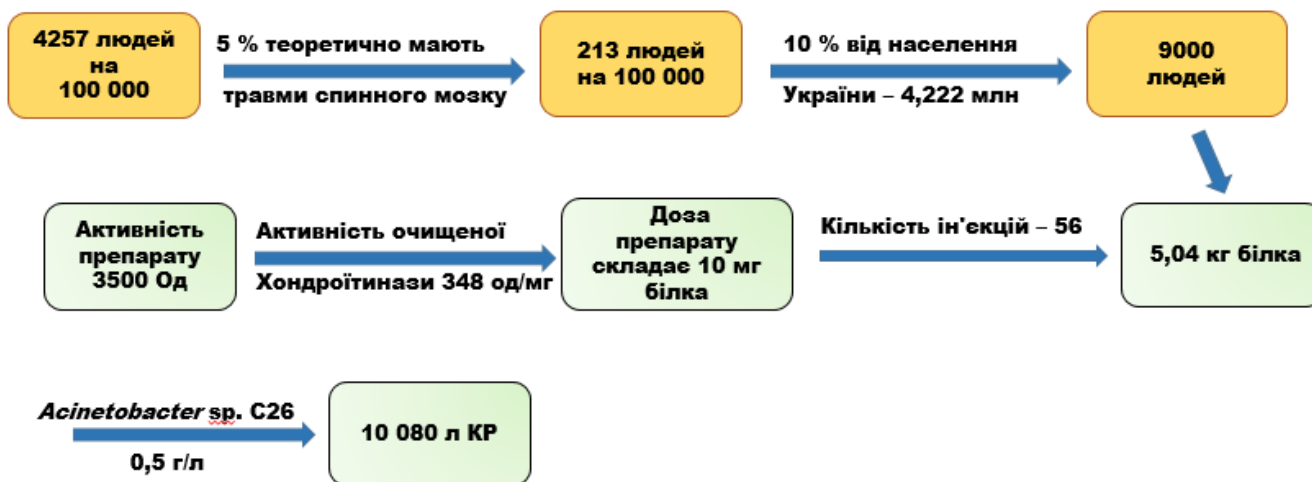 4257 людей
на
100 000
5 % теоретично мають
травми спинного мозку
213 людей
на 100 000
10 % від населення
України – 4,222 млн
9000
людей
Активність
препарату
3500 Од
Активність очищеної
Хондроїтинази 348 од/мг
Доза
препарату
складає 10 мг
білка
Кількість ін'єкцій – 56
5,04 кг білка
Acinetobacter sp. C26
0,5 г/л
10 080 л КР